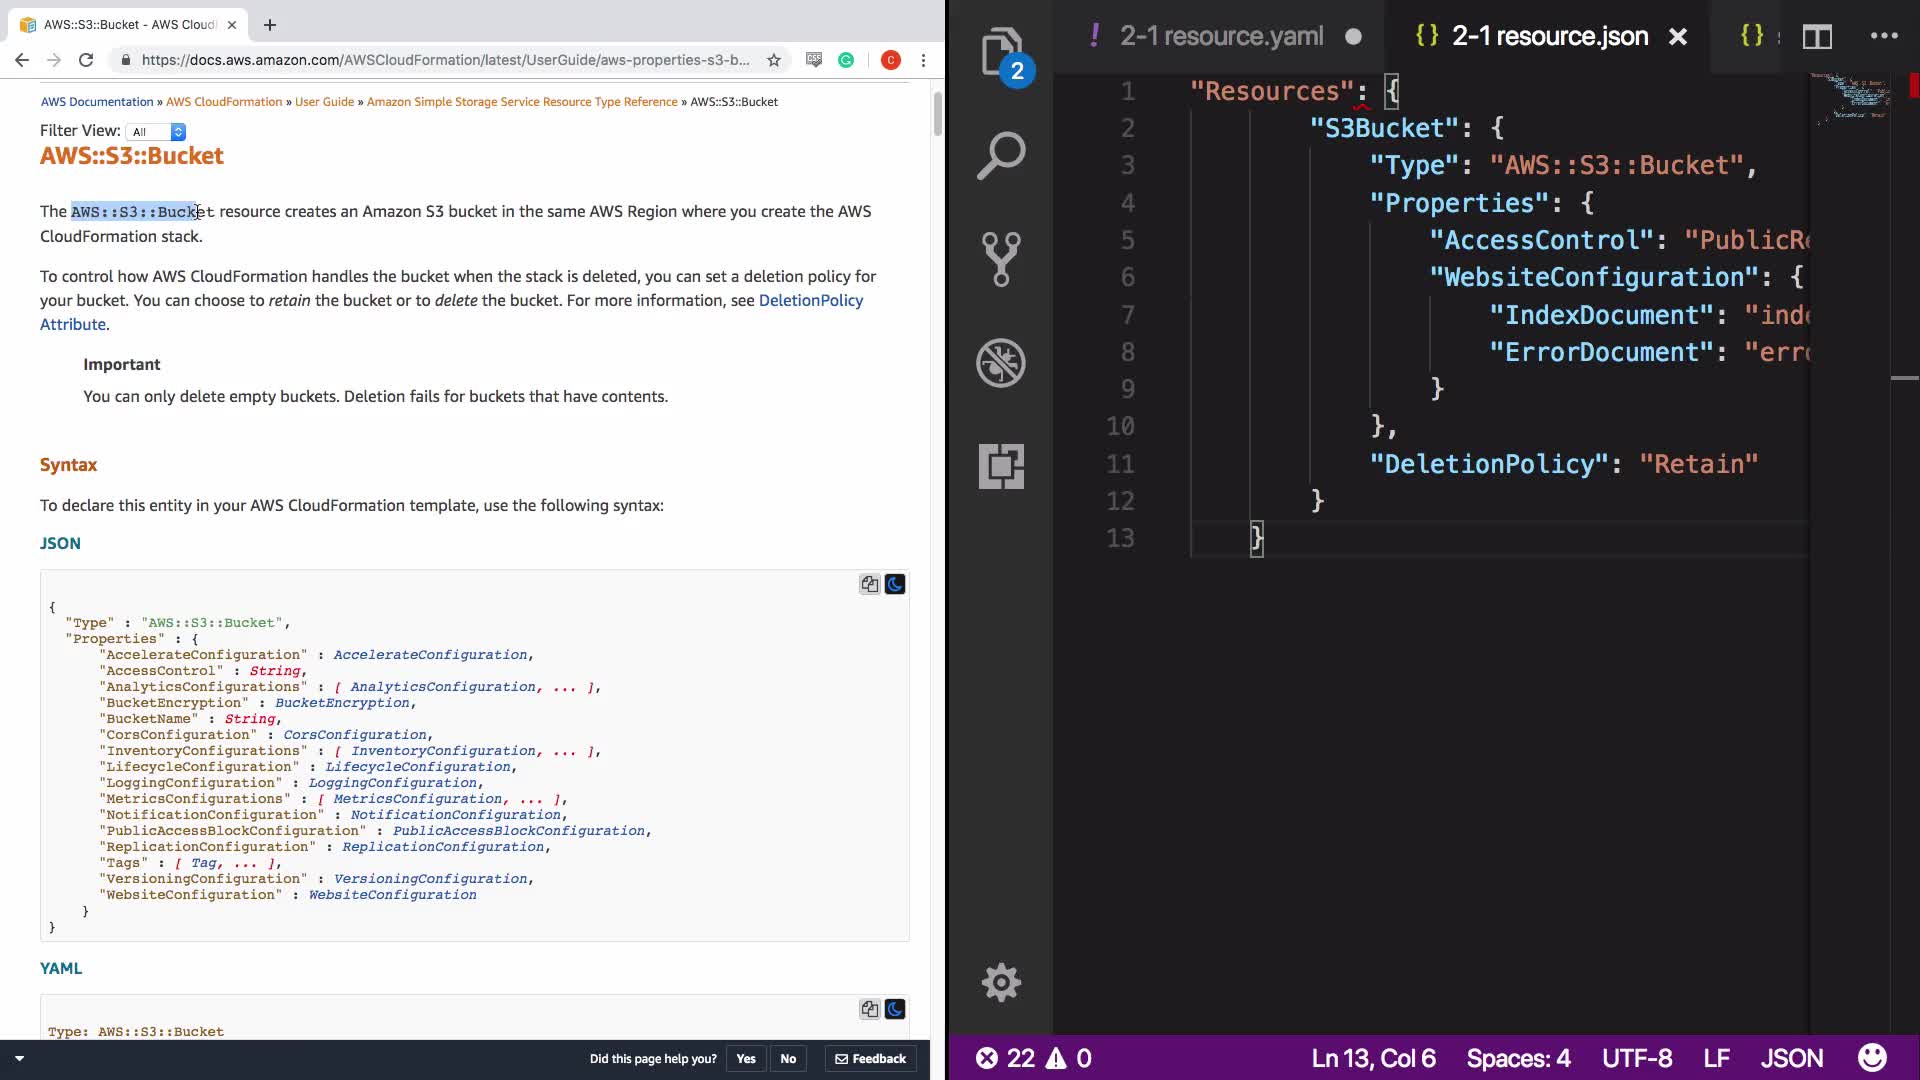 AWS::S3::Bucket - AWS Cloud
https://docs.aws.amazon.com/AWSCloudFormation/latest/UserGuide/aws-properties-s3-b...
C
AWS Documentation » AWS CloudFormation » User Guide » Amazon Simple Storage Service Resource Type Reference » AWS::S3::Bucket
Filter View: All
AWS::S3::Bucket
The AWS::S3::Bucket resource creates an Amazon S3 bucket in the same AWS Region where you create the AWS
CloudFormation stack.
To control how AWS CloudFormation handles the bucket when the stack is deleted, you can set a deletion policy for
your bucket. You can choose to retain the bucket or to delete the bucket. For more information, see DeletionPolicy
Attribute.
Important
You can only delete empty buckets. Deletion fails for buckets that have contents.
Syntax
To declare this entity in your AWS CloudFormation template, use the following syntax:
JSON
{
"Type" : "AWS::S3::Bucket",
"Properties" : {
"AccelerateConfiguration" : AccelerateConfiguration,
"AccessControl" : String,
"AnalyticsConfigurations" : [ AnalyticsConfiguration, ... ],
"BucketEncryption" : BucketEncryption,
"BucketName" : String,
"CorsConfiguration" : CorsConfiguration,
"InventoryConfigurations" : [ InventoryConfiguration, ... ],
"LifecycleConfiguration" : LifecycleConfiguration,
"LoggingConfiguration" : LoggingConfiguration,
"MetricsConfigurations" : [ MetricsConfiguration, ... ],
"NotificationConfiguration" : NotificationConfiguration,
"PublicAccessBlockConfiguration" : PublicAccessBlockConfiguration,
"ReplicationConfiguration" : ReplicationConfiguration,
"Tags" : [ Tag, ... ],
"VersioningConfiguration" : VersioningConfiguration,
"WebsiteConfiguration" : WebsiteConfiguration
}
}
YAML
Type: AWS::S3::Bucket
Did this page help you? Yes No Feedback
2
! 2-1 resource.yaml
{} 2-1 resource.json
{}
1 "Resources": {
2 "S3Bucket": {
3 "Type": "AWS::S3::Bucket",
4 "Properties": {
5 "AccessControl": "PublicRe
6 "WebsiteConfiguration": {
7 "IndexDocument": "inde
8 "ErrorDocument": "erro
9 }
10 },
11 "DeletionPolicy": "Retain"
12 }
13 }
22 0 Ln 13, Col 6 Spaces: 4 UTF-8 LF JSON